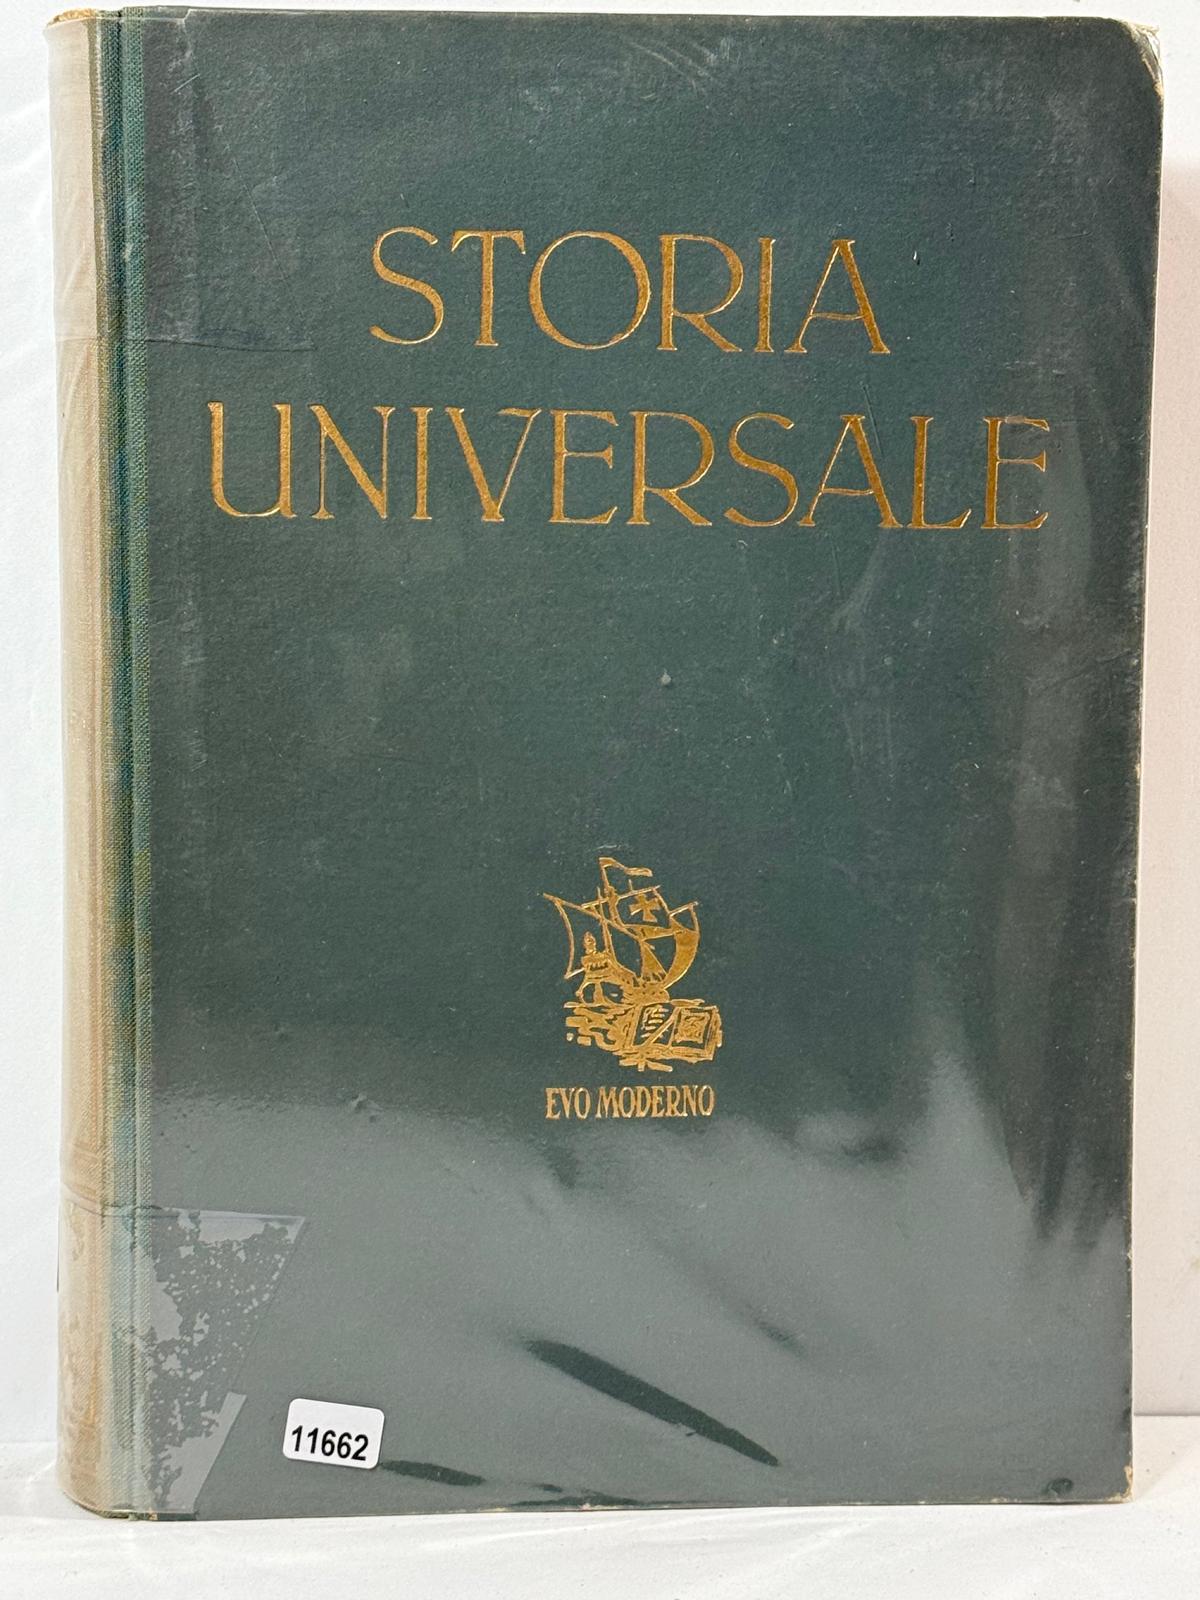 STORIA
UNIVERSALE
EVO MODERNO
11662